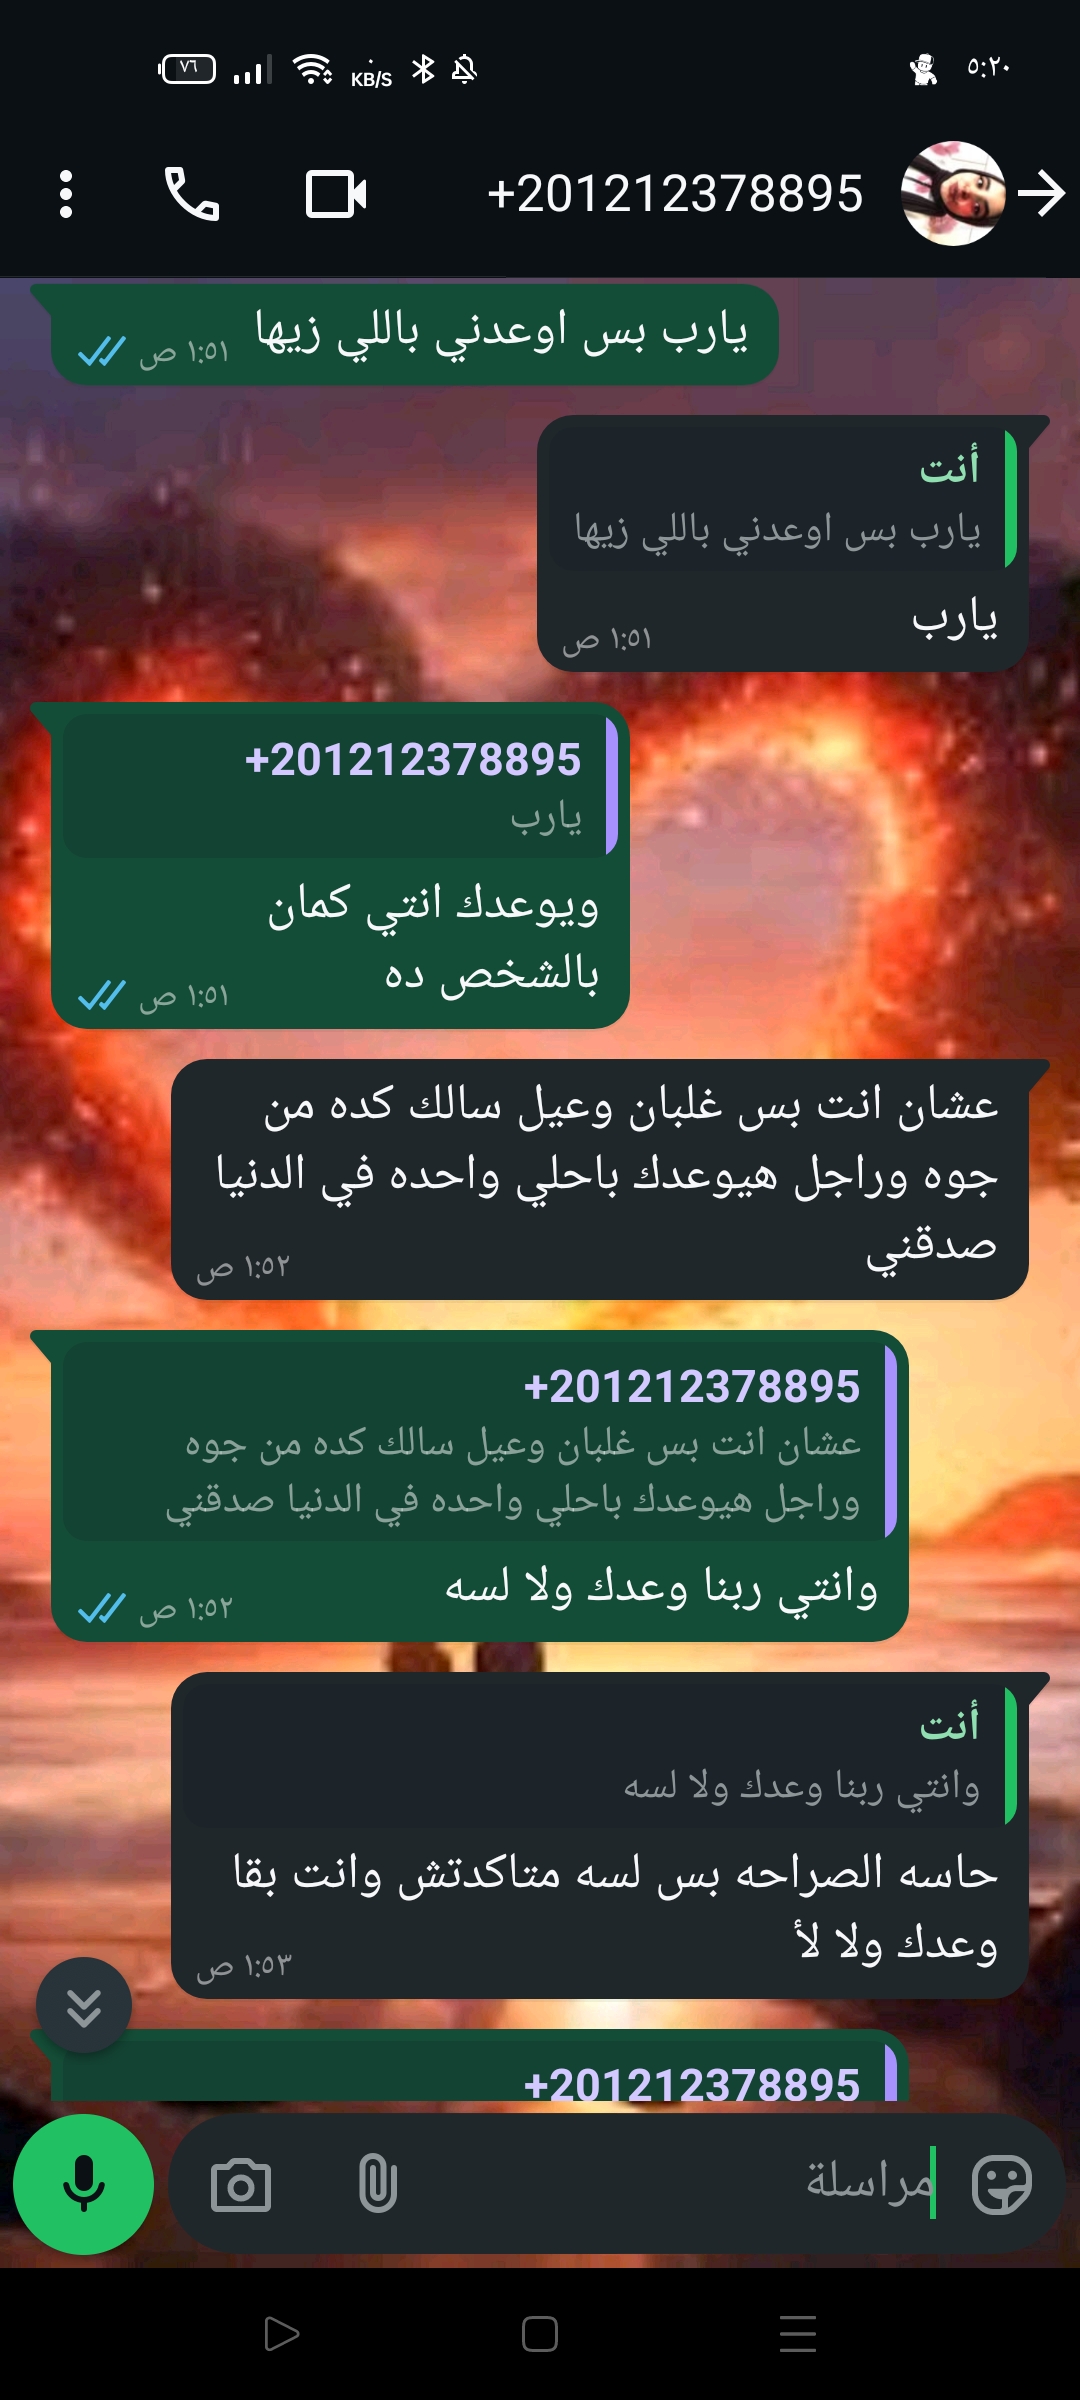 ٧٦
KB/S
٥:٢٠
+201212378895
يارب بس اوعدني باللي زيها
١:٥١ ص
أنت
يارب بس اوعدني باللي زيها
يارب
١:٥١ ص
+201212378895
يارب
ويوعدك انتي كمان
بالشخص ده
١:٥١ ص
عشان انت بس غلبان وعيل سالك كده من
جوه وراجل هيوعدك باحلي واحده في الدنيا
صدقني
١:٥٢ ص
+201212378895
عشان انت بس غلبان وعيل سالك كده من جوه
وراجل هيوعدك باحلي واحده في الدنيا صدقني
وانتي ربنا وعدك ولا لسه
١:٥٢ ص
أنت
وانتي ربنا وعدك ولا لسه
حاسه الصراحه بس لسه متاكدتش وانت بقا
وعدك ولا لأ
١:٥٣ ص
+201212378895
مراسلة